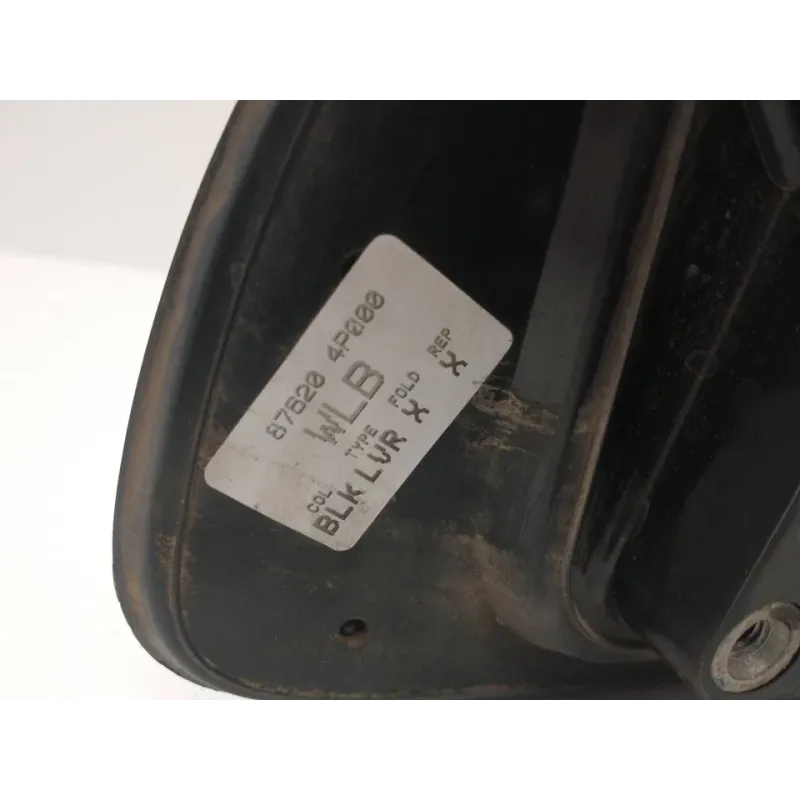 87620 4P000
WLB
COL TYPE FOLD REP
BLK LVR X X